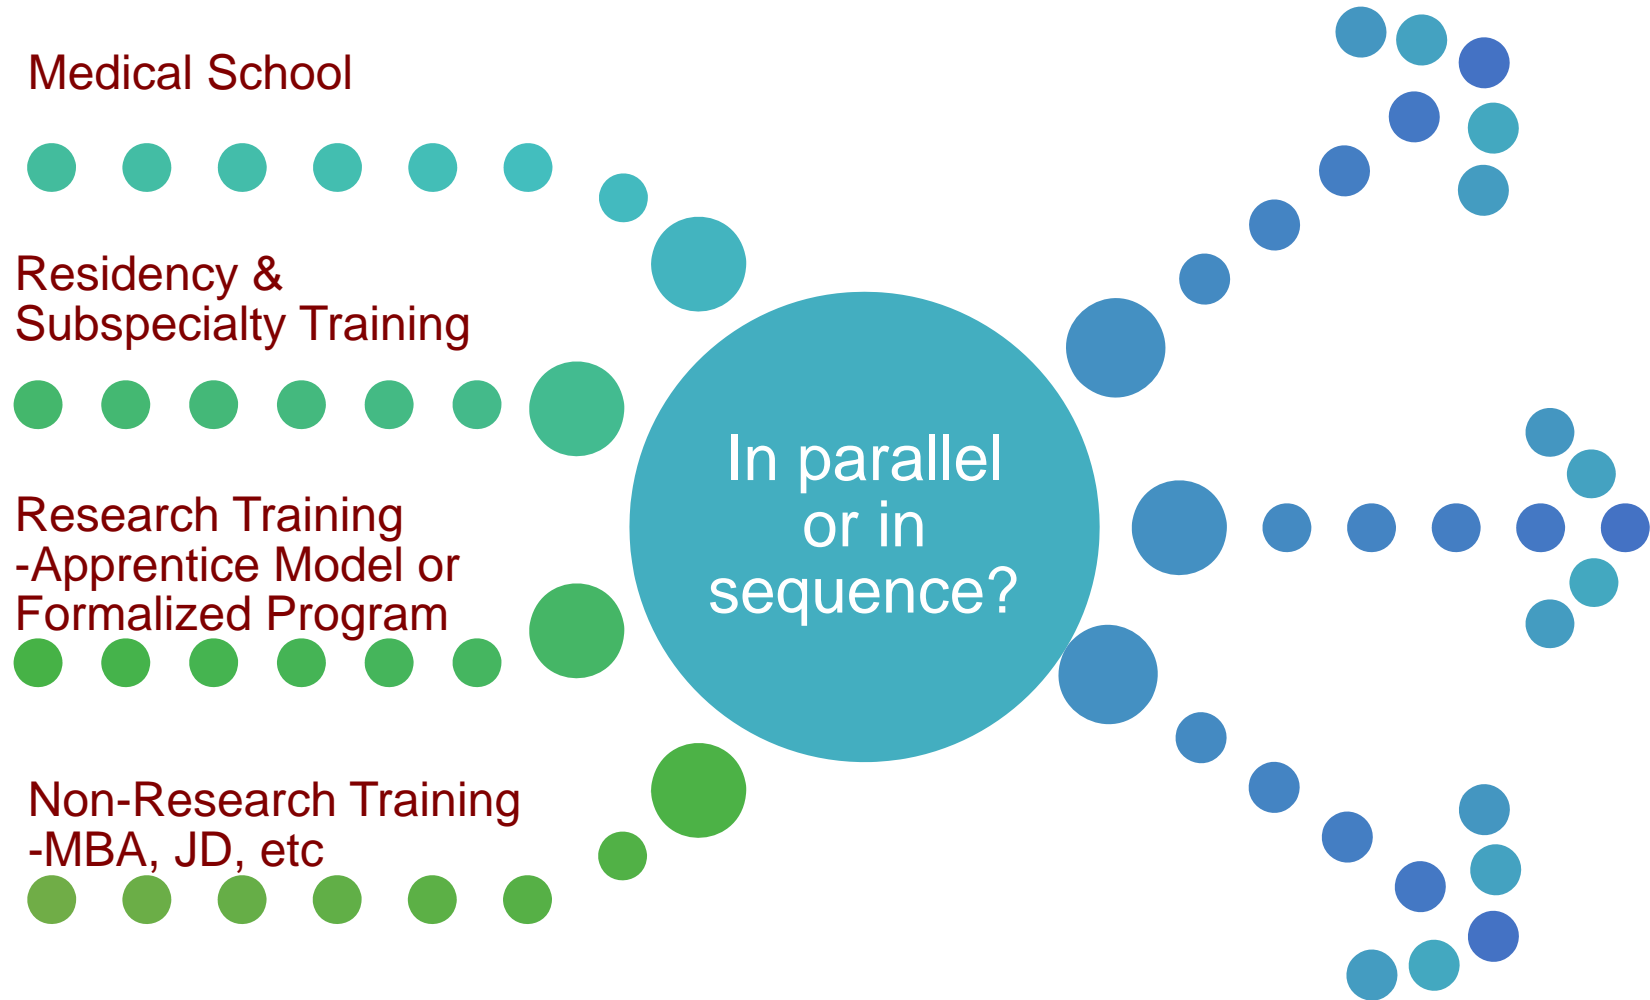 Medical School
Residency &
Subspecialty Training
Research Training
-Apprentice Model or
Formalized Program
Non-Research Training
-MBA, JD, etc
In parallel
or in
sequence?